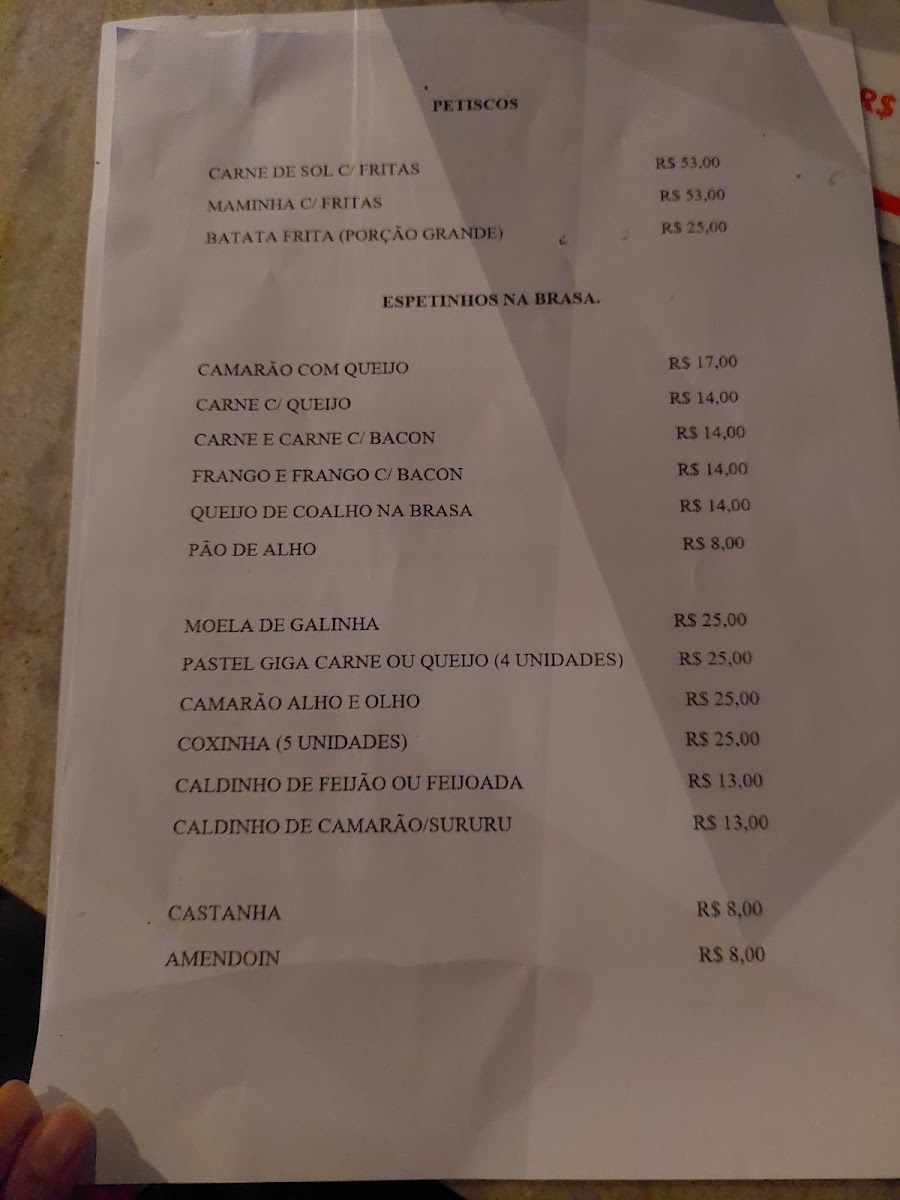 PETISCOS
CARNE DE SOL C/ FRITAS R$ 53,00
MAMINHA C/ FRITAS R$ 53,00
BATATA FRITA (PORÇÃO GRANDE) R$ 25,00
ESPETINHOS NA BRASA.
CAMARÃO COM QUEIJO R$ 17,00
CARNE C/ QUEIJO R$ 14,00
CARNE E CARNE C/ BACON R$ 14,00
FRANGO E FRANGO C/ BACON R$ 14,00
QUEIJO DE COALHO NA BRASA R$ 14,00
PÃO DE ALHO R$ 8,00
MOELA DE GALINHA R$ 25,00
PASTEL GIGA CARNE OU QUEIJO (4 UNIDADES) R$ 25,00
CAMARÃO ALHO E OLHO R$ 25,00
COXINHA (5 UNIDADES) R$ 25,00
CALDINHO DE FEIJÃO OU FEIJOADA R$ 13,00
CALDINHO DE CAMARÃO/SURURU R$ 13,00
CASTANHA R$ 8,00
AMENDOIN R$ 8,00
R$